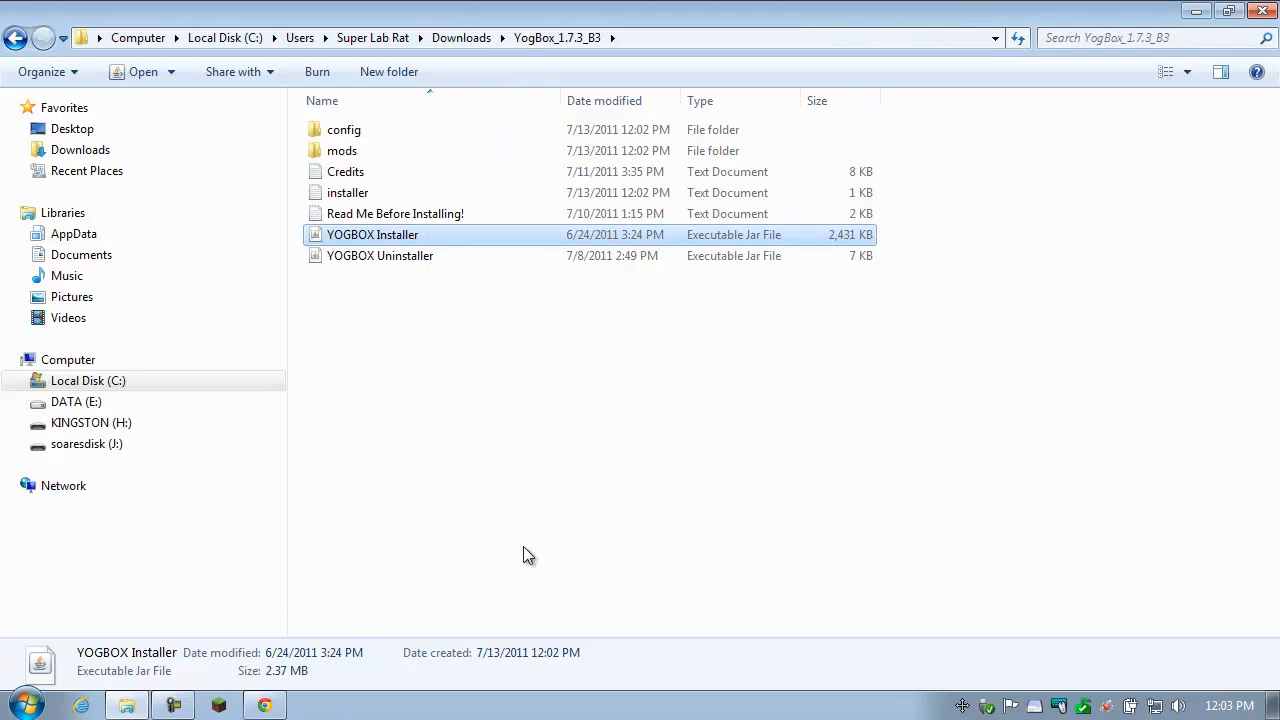 Computer Local Disk (C:) Users Super Lab Rat Downloads YogBox_1.7.3_B3 Search YogBox_1.7.3_B3
Organize Open Share with Burn New folder
Name Date modified Type Size
Favorites
Desktop
Downloads
Recent Places
Libraries
AppData
Documents
Music
Pictures
Videos
Computer
Local Disk (C:)
DATA (E:)
KINGSTON (H:)
soaresdisk (J:)
Network
config 7/13/2011 12:02 PM File folder
mods 7/13/2011 12:02 PM File folder
Credits 7/11/2011 3:35 PM Text Document 8 KB
installer 7/13/2011 12:02 PM Text Document 1 KB
Read Me Before Installing! 7/10/2011 1:15 PM Text Document 2 KB
YOGBOX Installer 6/24/2011 3:24 PM Executable Jar File 2,431 KB
YOGBOX Uninstaller 7/8/2011 2:49 PM Executable Jar File 7 KB
YOGBOX Installer Date modified: 6/24/2011 3:24 PM Date created: 7/13/2011 12:02 PM
Executable Jar File Size: 2.37 MB
12:03 PM